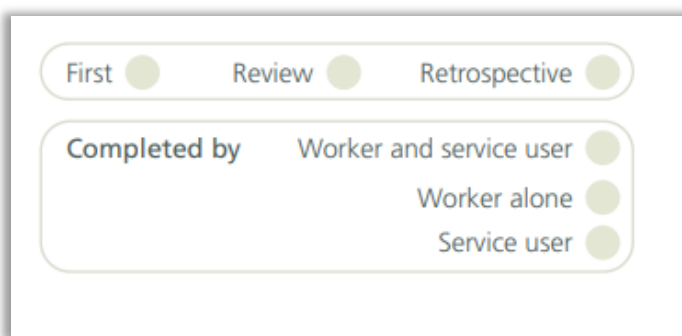 First Review Retrospective
Completed by Worker and service user
Worker alone
Service user